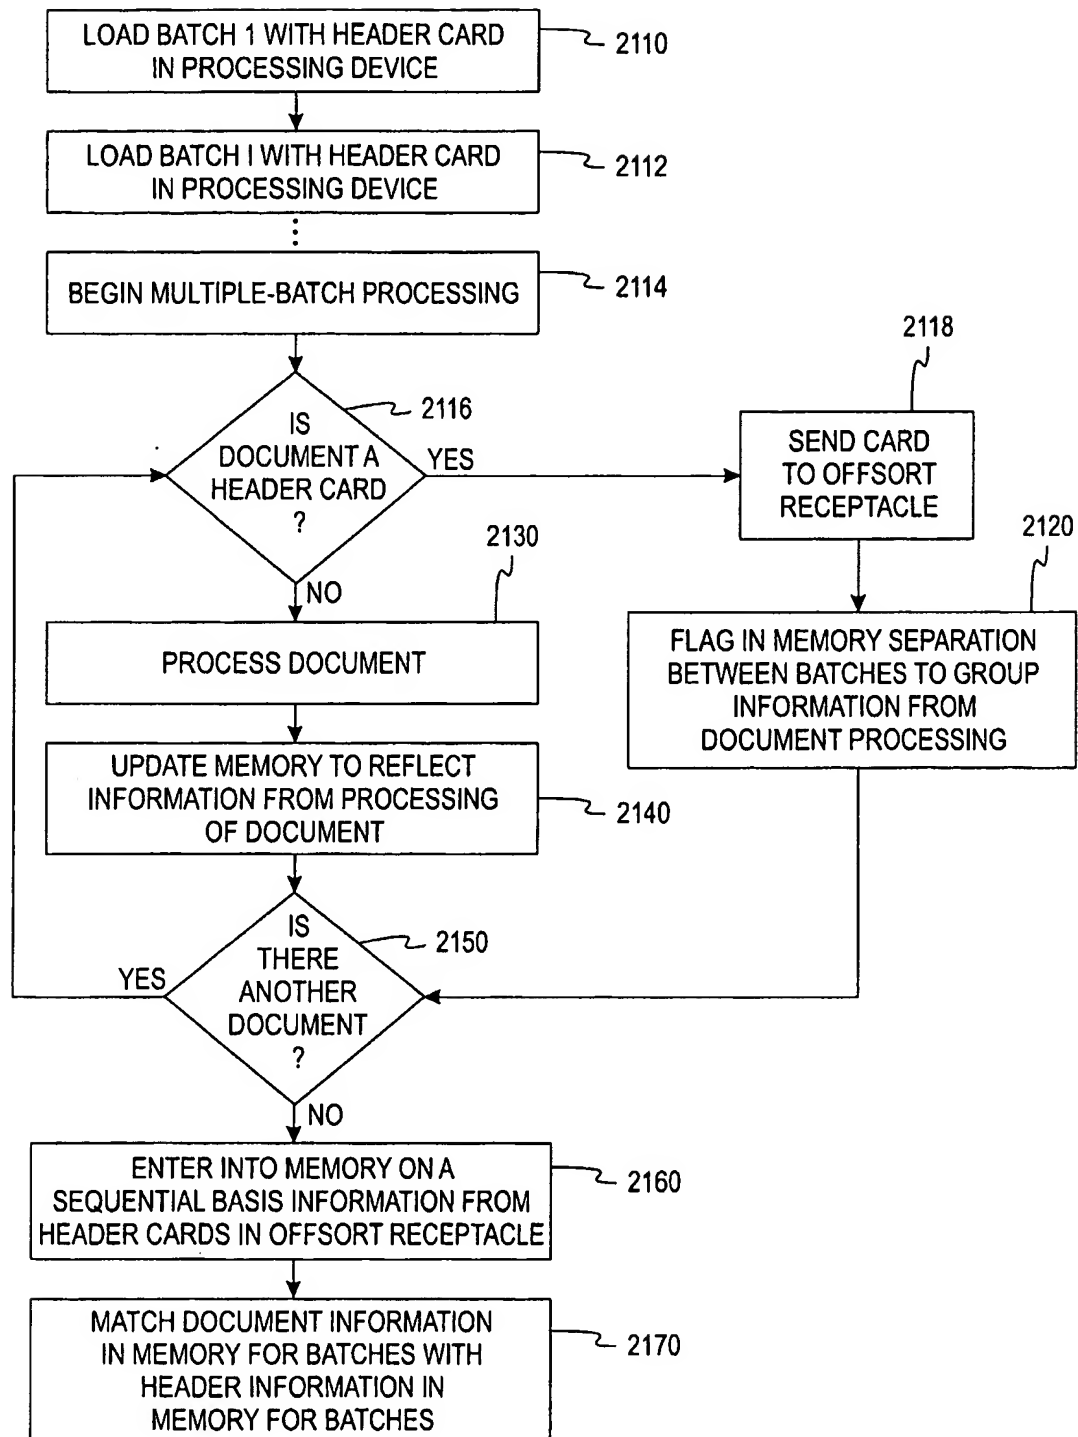 LOAD BATCH 1 WITH HEADER CARD
IN PROCESSING DEVICE
2110
LOAD BATCH I WITH HEADER CARD
IN PROCESSING DEVICE
2112
BEGIN MULTIPLE-BATCH PROCESSING
2114
IS
DOCUMENT A
HEADER CARD
?
2116
YES
2118
SEND CARD
TO OFFSORT
RECEPTACLE
NO
2130
PROCESS DOCUMENT
2120
FLAG IN MEMORY SEPARATION
BETWEEN BATCHES TO GROUP
INFORMATION FROM
DOCUMENT PROCESSING
UPDATE MEMORY TO REFLECT
INFORMATION FROM PROCESSING
OF DOCUMENT
2140
IS
THERE
ANOTHER
DOCUMENT
?
2150
YES
NO
ENTER INTO MEMORY ON A
SEQUENTIAL BASIS INFORMATION FROM
HEADER CARDS IN OFFSORT RECEPTACLE
2160
MATCH DOCUMENT INFORMATION
IN MEMORY FOR BATCHES WITH
HEADER INFORMATION IN
MEMORY FOR BATCHES
2170